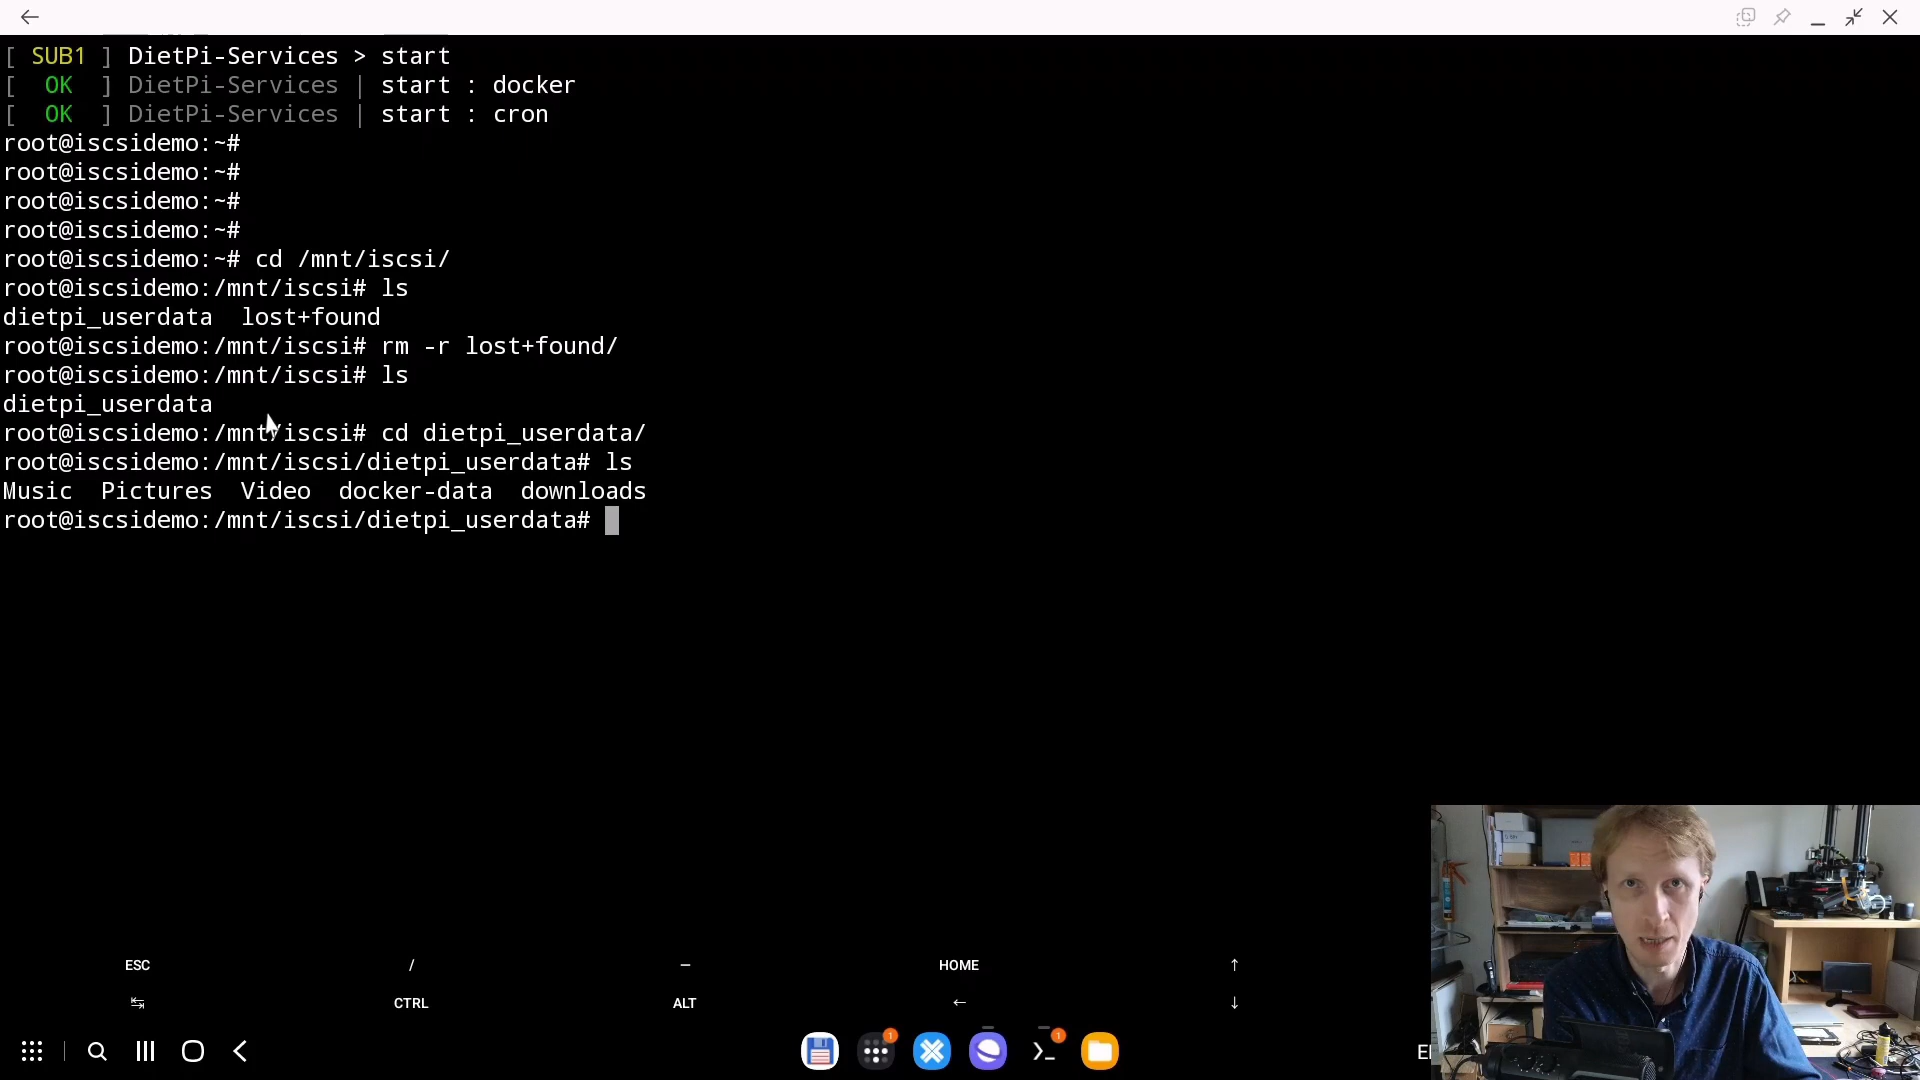 [ SUB1 ] DietPi-Services > start
[  OK  ] DietPi-Services | start : docker
[  OK  ] DietPi-Services | start : cron
root@iscsidemo:~#
root@iscsidemo:~#
root@iscsidemo:~#
root@iscsidemo:~#
root@iscsidemo:~# cd /mnt/iscsi/
root@iscsidemo:/mnt/iscsi# ls
dietpi_userdata  lost+found
root@iscsidemo:/mnt/iscsi# rm -r lost+found/
root@iscsidemo:/mnt/iscsi# ls
dietpi_userdata
root@iscsidemo:/mnt/iscsi# cd dietpi_userdata/
root@iscsidemo:/mnt/iscsi/dietpi_userdata# ls
Music  Pictures  Video  docker-data  downloads
root@iscsidemo:/mnt/iscsi/dietpi_userdata#
ESC / – HOME ↑
↹ CTRL ALT ← ↓
1 1